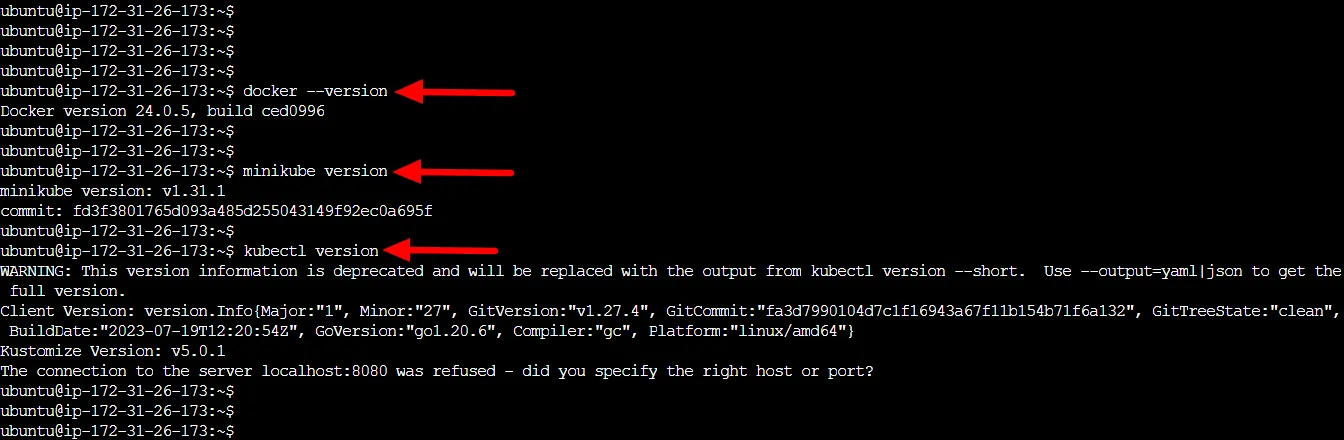 ubuntu@ip-172-31-26-173:~$
ubuntu@ip-172-31-26-173:~$
ubuntu@ip-172-31-26-173:~$
ubuntu@ip-172-31-26-173:~$
ubuntu@ip-172-31-26-173:~$ docker --version
Docker version 24.0.5, build ced0996
ubuntu@ip-172-31-26-173:~$
ubuntu@ip-172-31-26-173:~$
ubuntu@ip-172-31-26-173:~$ minikube version
minikube version: v1.31.1
commit: fd3f3801765d093a485d255043149f92ec0a695f
ubuntu@ip-172-31-26-173:~$
ubuntu@ip-172-31-26-173:~$ kubectl version
WARNING: This version information is deprecated and will be replaced with the output from kubectl version --short.  Use --output=yaml|json to get the
 full version.
Client Version: version.Info{Major:"1", Minor:"27", GitVersion:"v1.27.4", GitCommit:"fa3d7990104d7c1f16943a67f11b154b71f6a132", GitTreeState:"clean",
 BuildDate:"2023-07-19T12:20:54Z", GoVersion:"go1.20.6", Compiler:"gc", Platform:"linux/amd64"}
Kustomize Version: v5.0.1
The connection to the server localhost:8080 was refused - did you specify the right host or port?
ubuntu@ip-172-31-26-173:~$
ubuntu@ip-172-31-26-173:~$
ubuntu@ip-172-31-26-173:~$